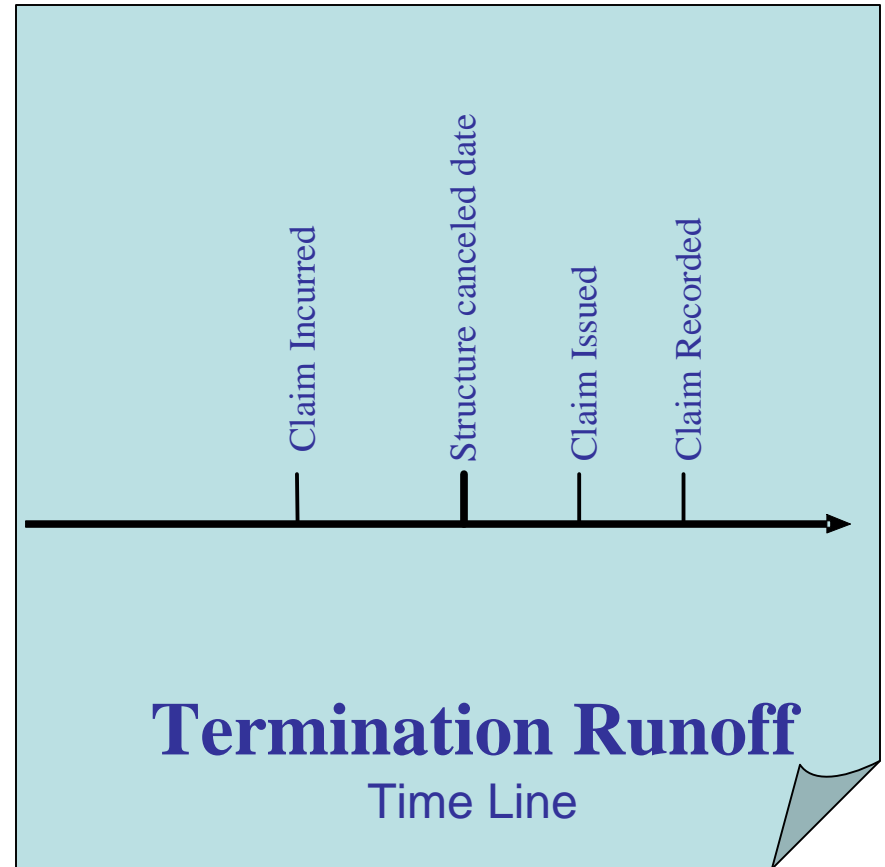 Claim Incurred
Structure canceled date
Claim Issued
Claim Recorded
Termination Runoff
Time Line